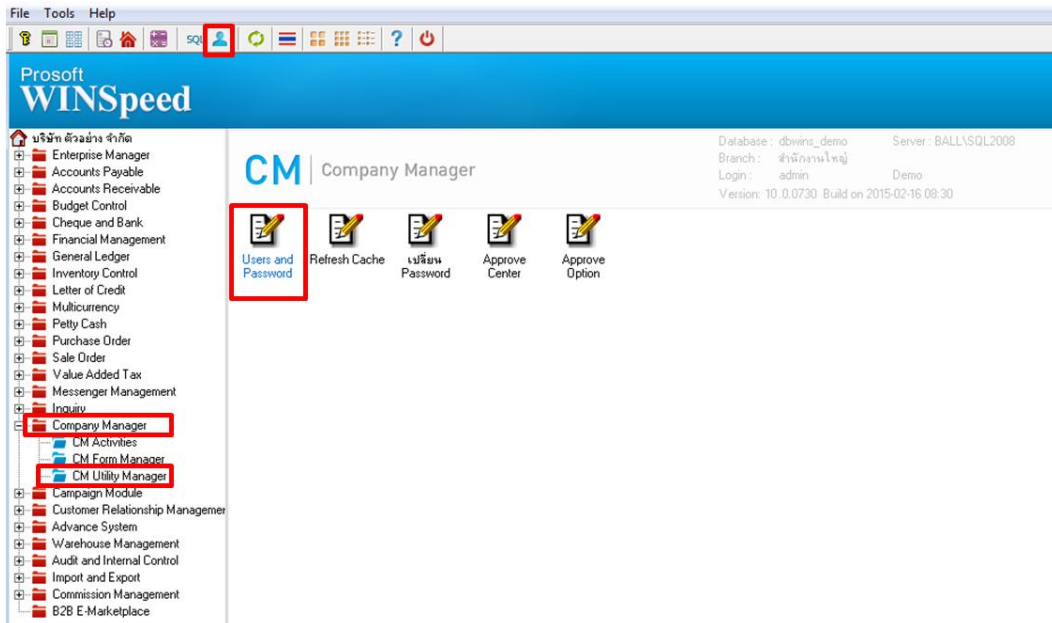 File Tools Help
SQL
Prosoft
WINSpeed
บริษัท ตัวอย่าง จำกัด
Enterprise Manager
Accounts Payable
Accounts Receivable
Budget Control
Cheque and Bank
Financial Management
General Ledger
Inventory Control
Letter of Credit
Multicurrency
Petty Cash
Purchase Order
Sale Order
Value Added Tax
Messenger Management
Inquiry
Company Manager
CM Activities
CM Form Manager
CM Utility Manager
Campaign Module
Customer Relationship Managemer
Advance System
Warehouse Management
Audit and Internal Control
Import and Export
Commission Management
B2B E-Marketplace
CM Company Manager
Database : dbwins_demo Server : BALL\SQL2008
Branch : สำนักงานใหญ่
Login : admin Demo
Version: 10.0.0730 Build on 2015-02-16 08:30
Users and
Password
Refresh Cache
เปลี่ยน
Password
Approve
Center
Approve
Option